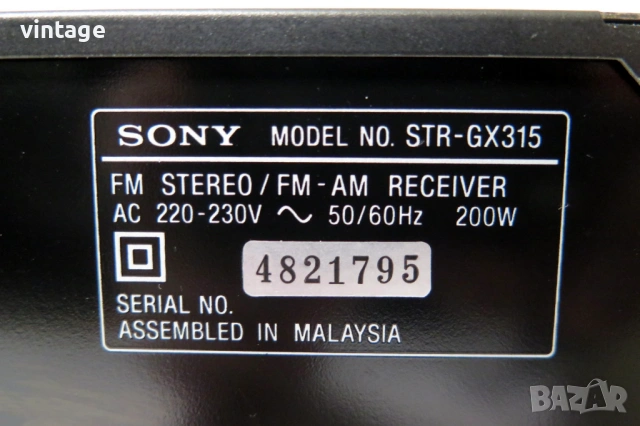 vintage
SONY MODEL NO. STR-GX315
FM STEREO / FM-AM RECEIVER
AC 220-230V ~ 50/60Hz 200W
4821795
SERIAL NO.
ASSEMBLED IN MALAYSIA
BAZAR